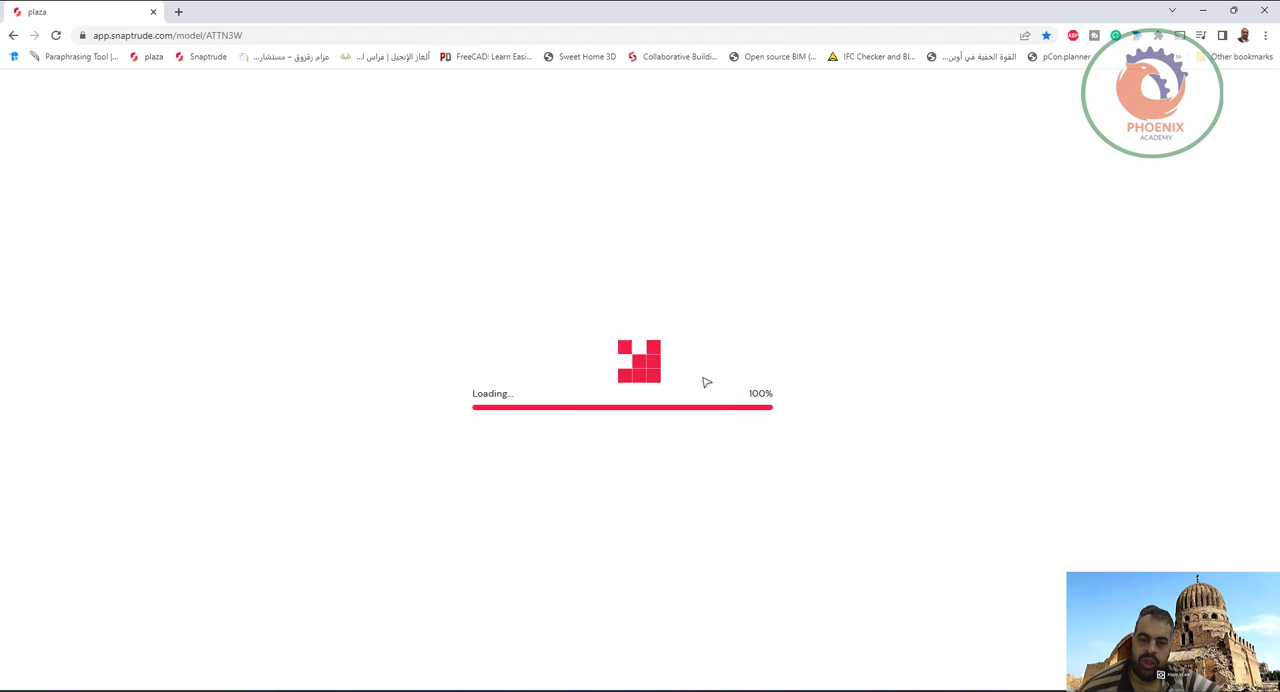 plaza
app.snaptrude.com/model/ATTN3W
Paraphrasing Tool |...
plaza
Snaptrude
عزام زقزوق – مستشار...
ألغاز الإنجيل | فراس ا...
FreeCAD: Learn Easi...
Sweet Home 3D
Collaborative Buildi...
Open source BIM (...
IFC Checker and BI...
القوة الخفية في أوبن...
pCon.planner
Other bookmarks
PHOENIX
ACADEMY
Loading...
100%